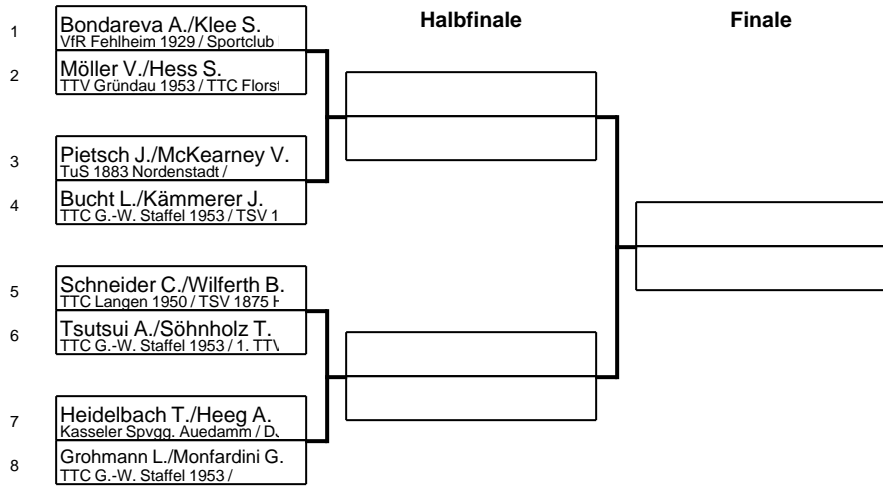 Halbfinale Finale
1 Bondareva A./Klee S.
VfR Fehlheim 1929 / Sportclub
2 Möller V./Hess S.
TTV Gründau 1953 / TTC Florst
3 Pietsch J./McKearney V.
TuS 1883 Nordenstadt /
4 Bucht L./Kämmerer J.
TTC G.-W. Staffel 1953 / TSV 1
5 Schneider C./Wilferth B.
TTC Langen 1950 / TSV 1875
6 Tsutsui A./Söhnholz T.
TTC G.-W. Staffel 1953 / 1. TTV
7 Heidelbach T./Heeg A.
Kasseler Spvgg. Auedamm /
8 Grohmann L./Monfardini G.
TTC G.-W. Staffel 1953 /